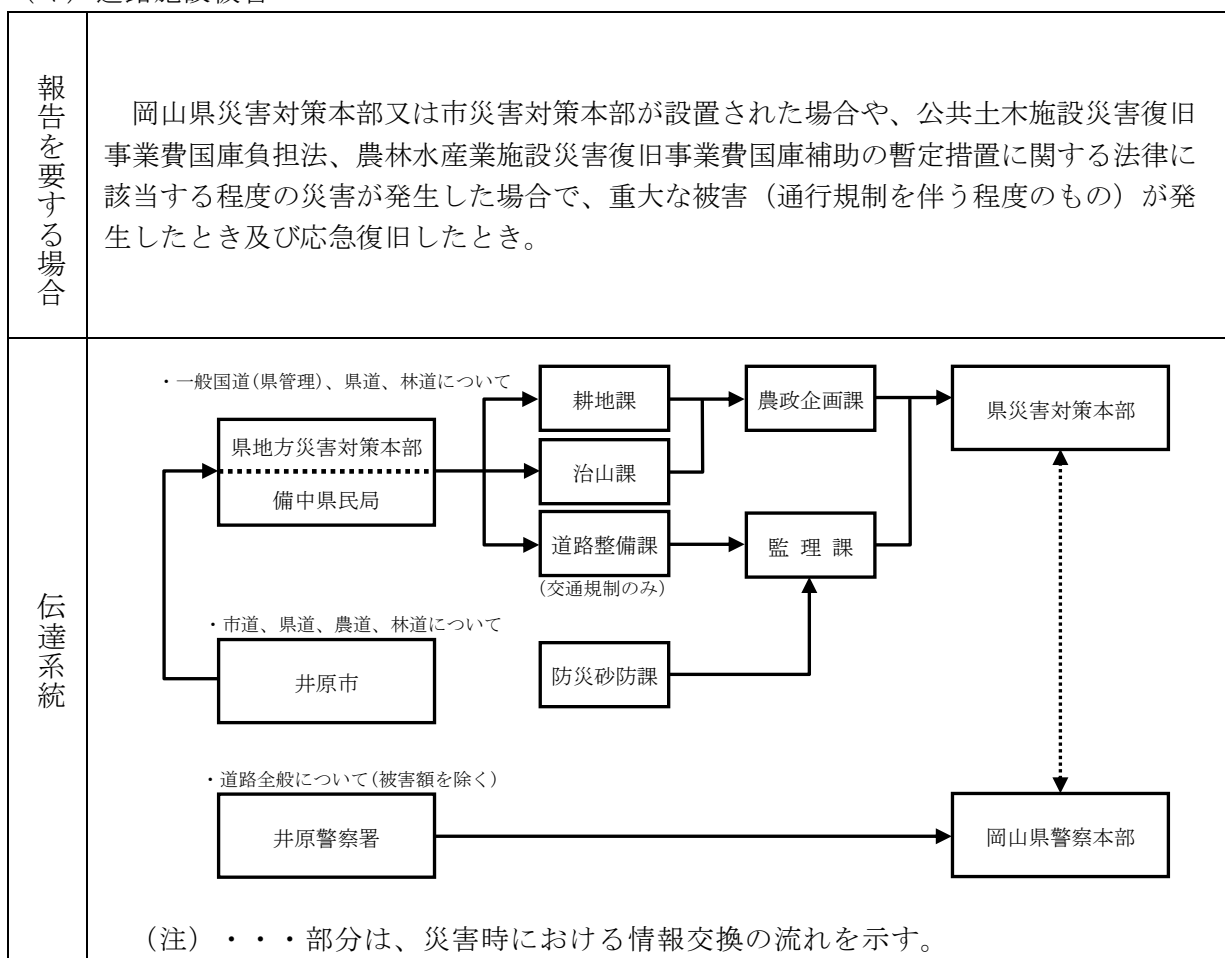 報告を要する場合
岡山県災害対策本部又は市災害対策本部が設置された場合や、公共土木施設災害復旧
事業費国庫負担法、農林水産業施設災害復旧事業費国庫補助の暫定措置に関する法律に
該当する程度の災害が発生した場合で、重大な被害（通行規制を伴う程度のもの）が発
生したとき及び応急復旧したとき。
伝達系統
・一般国道(県管理)、県道、林道について
県地方災害対策本部
備中県民局
耕地課
農政企画課
県災害対策本部
治山課
道路整備課
(交通規制のみ)
監 理 課
・市道、県道、農道、林道について
井原市
防災砂防課
・道路全般について(被害額を除く)
井原警察署
岡山県警察本部
（注）・・・部分は、災害時における情報交換の流れを示す。